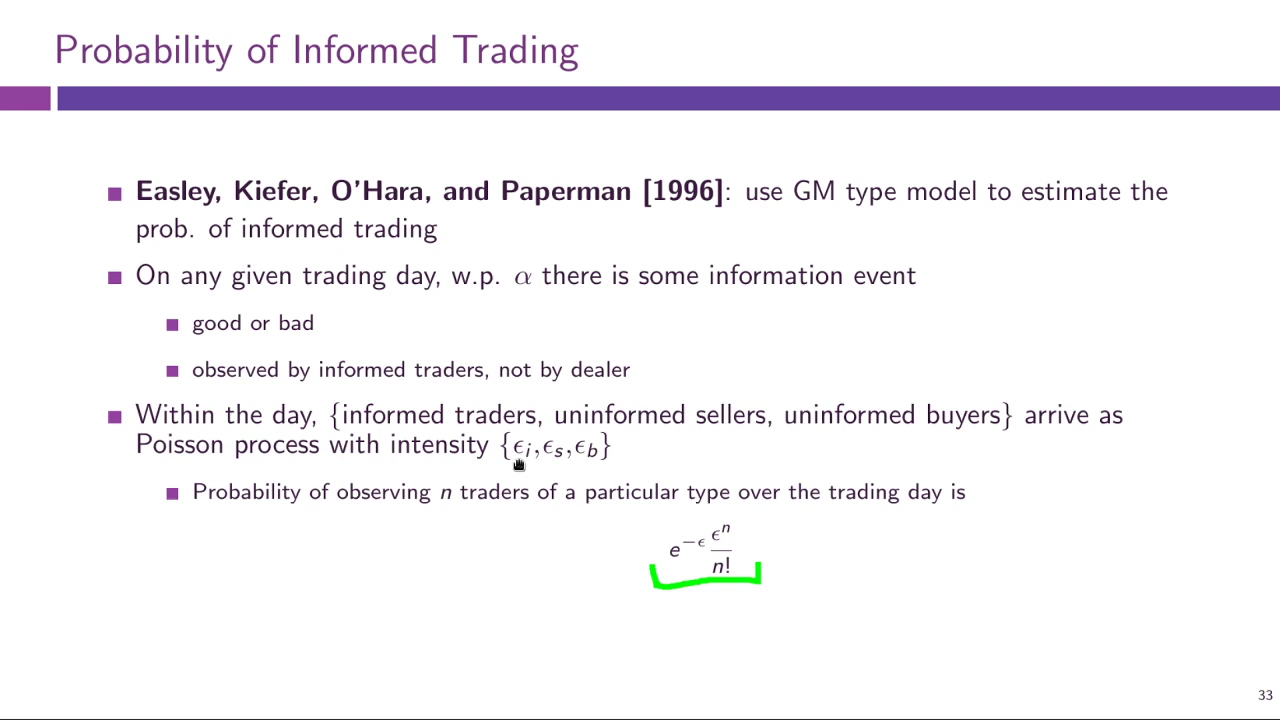 Probability of Informed Trading
Easley, Kiefer, O'Hara, and Paperman [1996]: use GM type model to estimate the
prob. of informed trading
On any given trading day, w.p. α there is some information event
good or bad
observed by informed traders, not by dealer
Within the day, {informed traders, uninformed sellers, uninformed buyers} arrive as
Poisson process with intensity {ϵᵢ,ϵₛ,ϵ_b}
Probability of observing n traders of a particular type over the trading day is
e^{−ϵ} ϵⁿ/n!
33